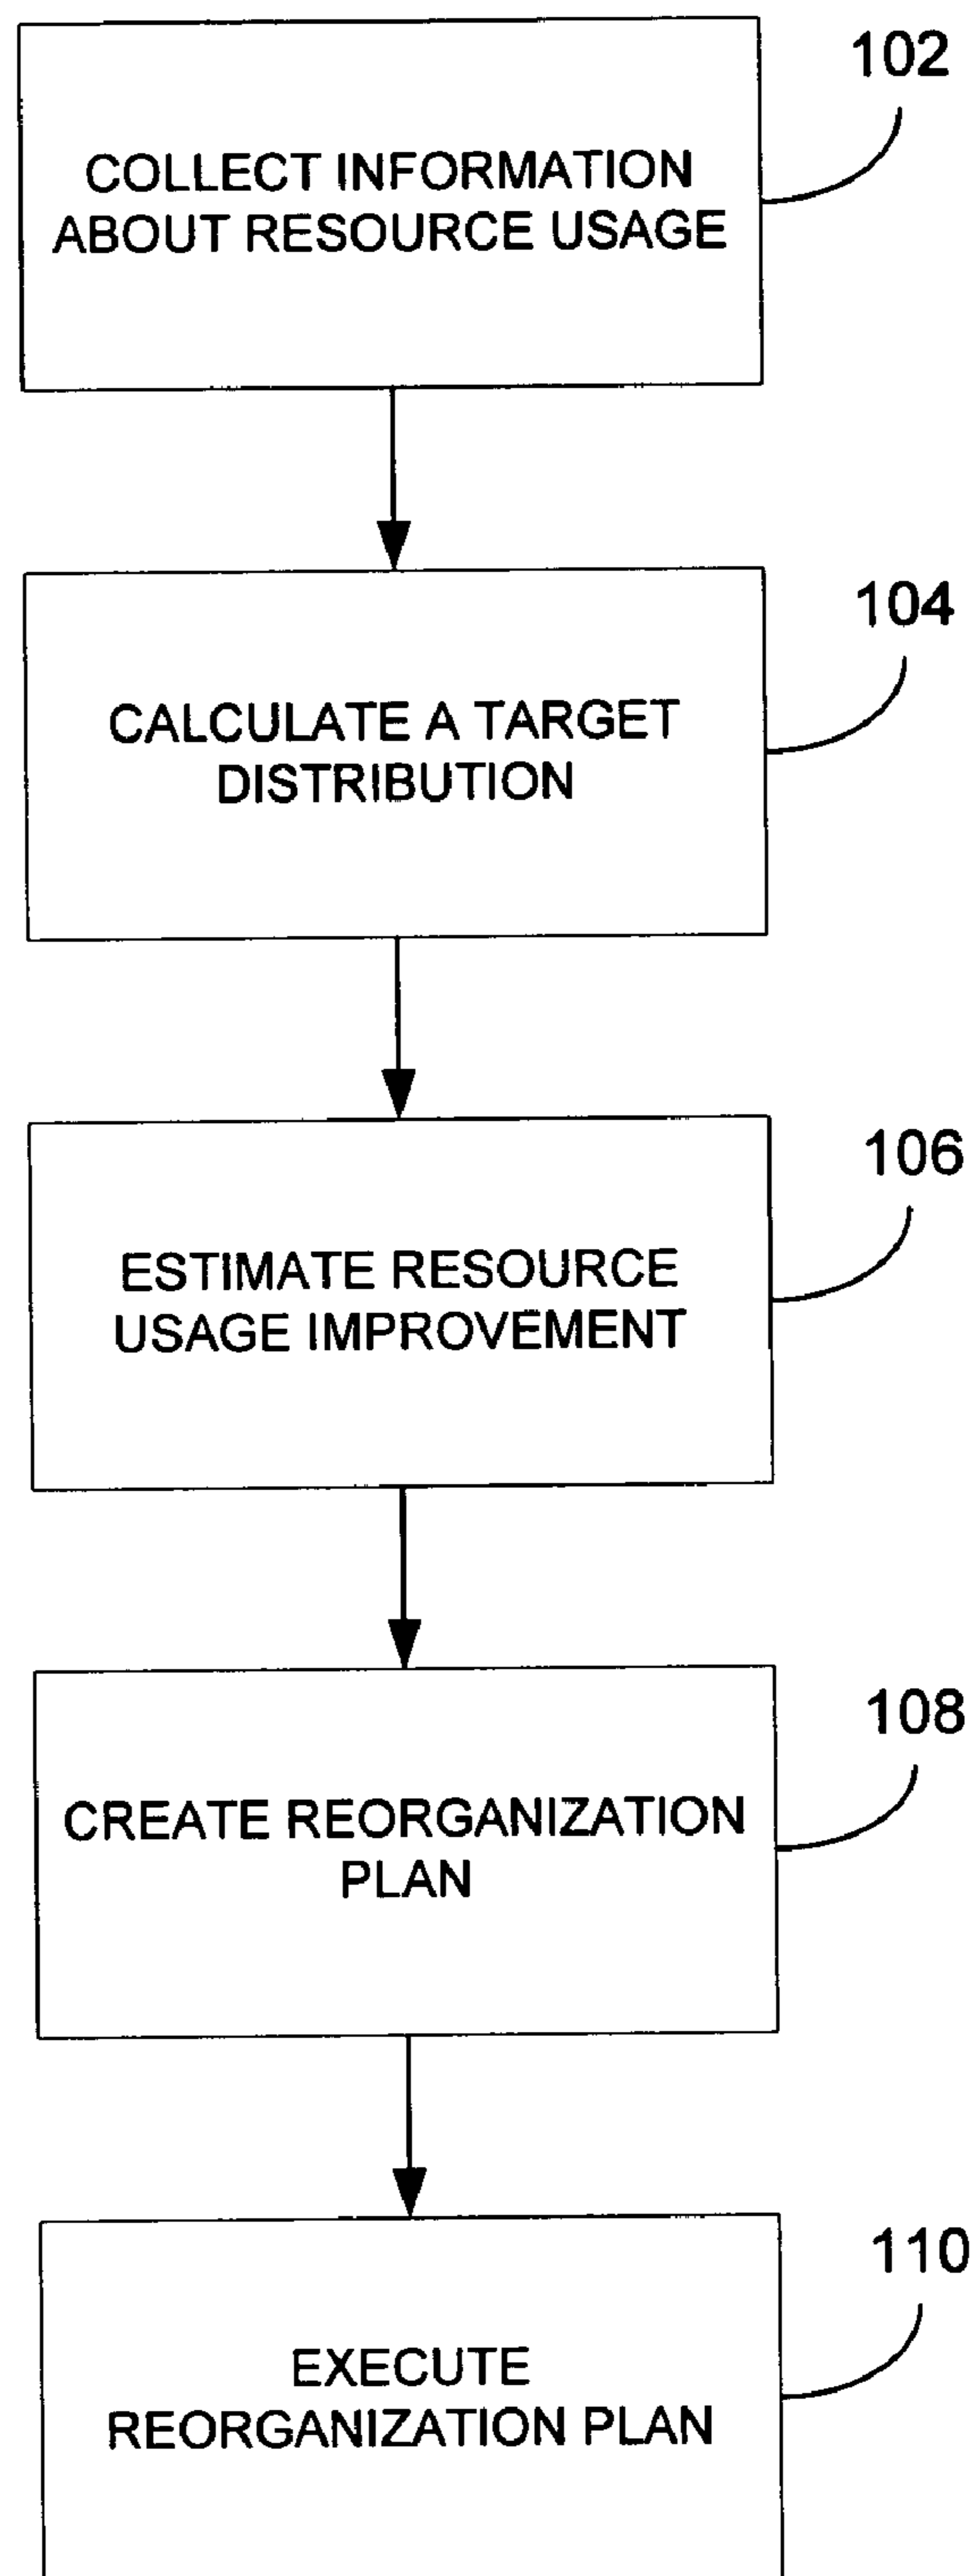 102
COLLECT INFORMATION
ABOUT RESOURCE USAGE
104
CALCULATE A TARGET
DISTRIBUTION
106
ESTIMATE RESOURCE
USAGE IMPROVEMENT
108
CREATE REORGANIZATION
PLAN
110
EXECUTE
REORGANIZATION PLAN